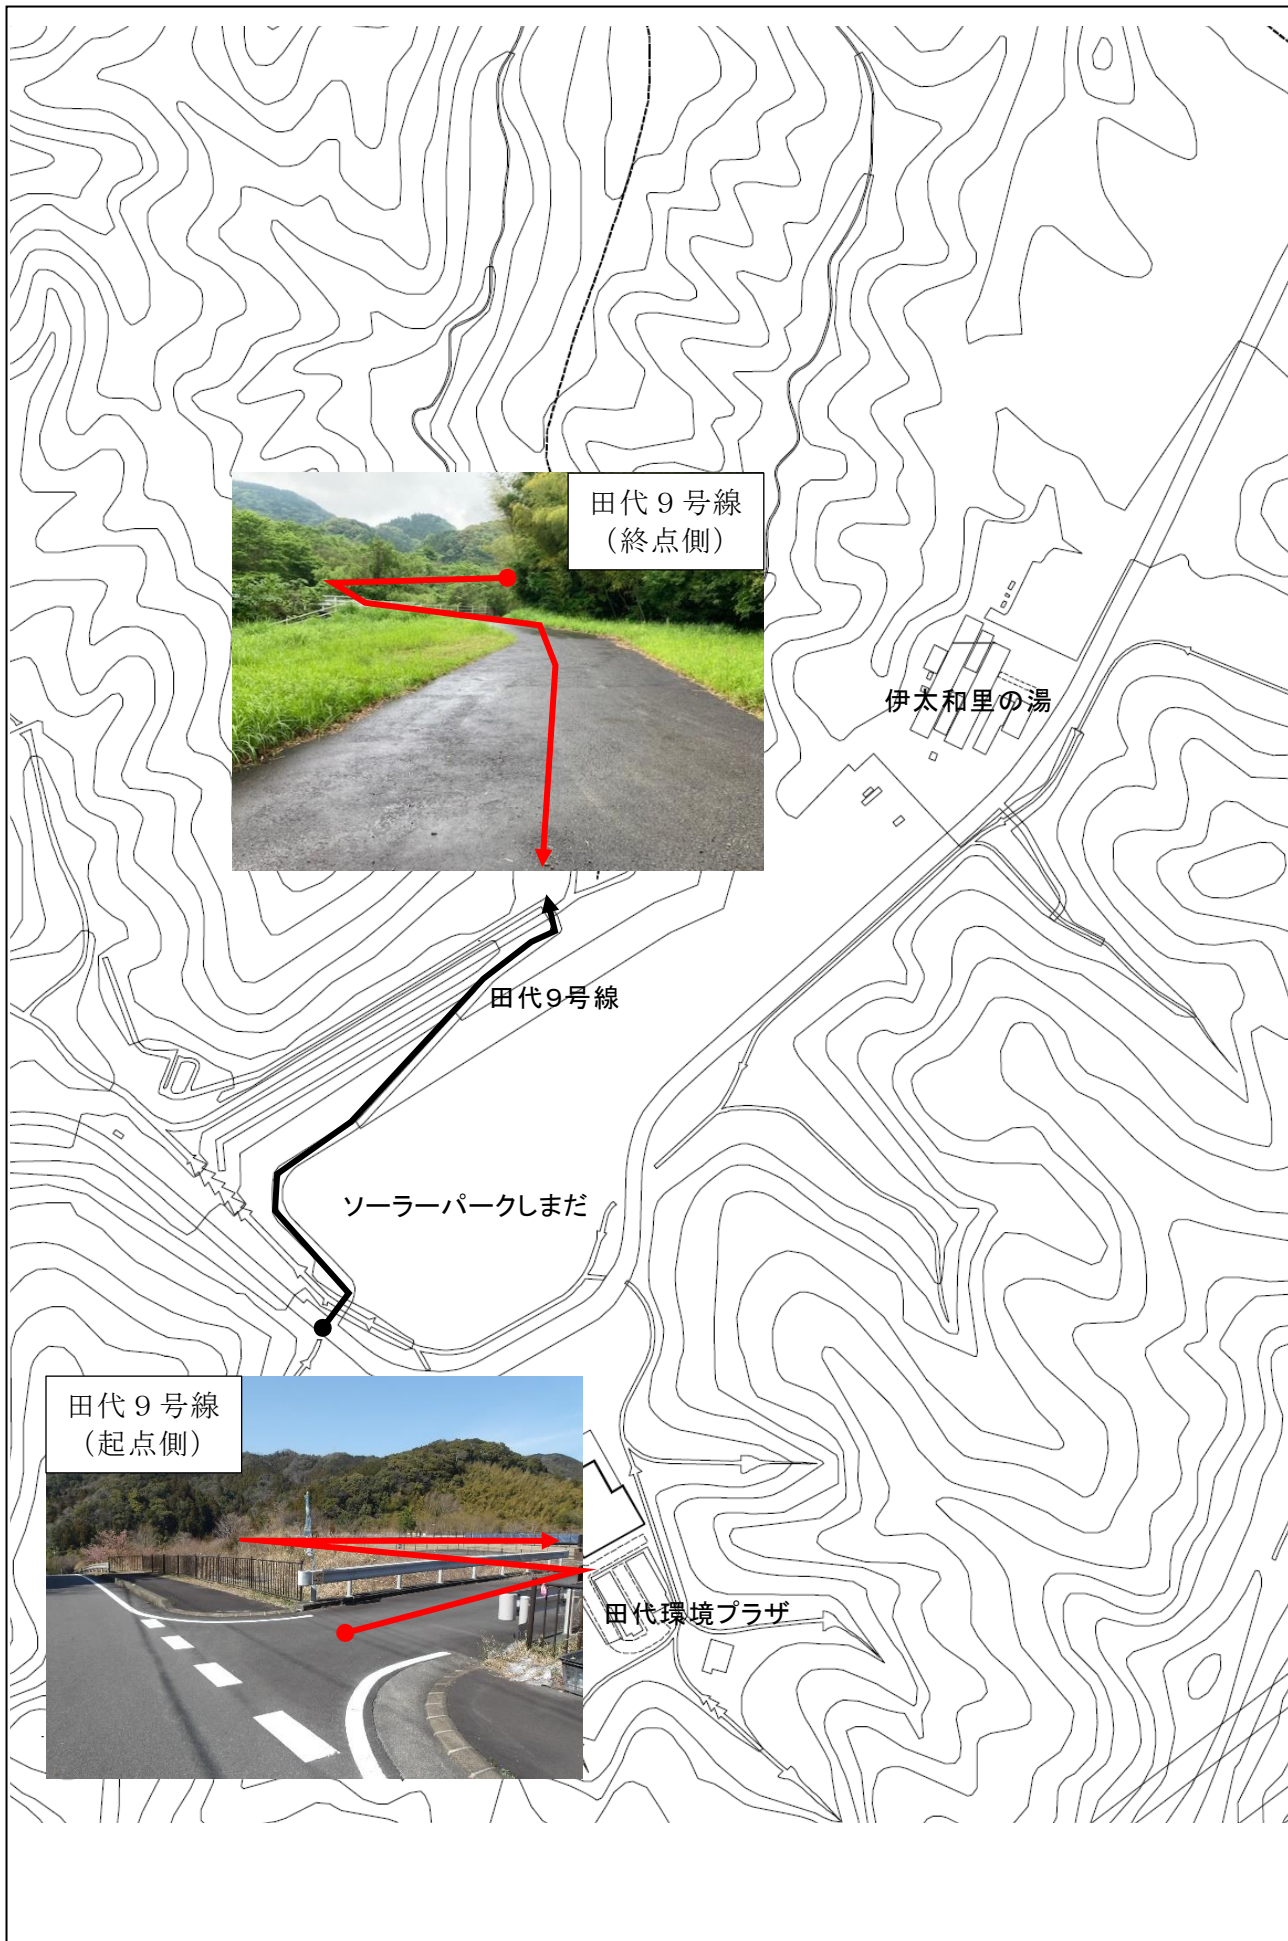 田代９号線
（終点側）
伊太和里の湯
田代９号線
ソーラーパークしまだ
田代９号線
（起点側）
田代環境プラザ